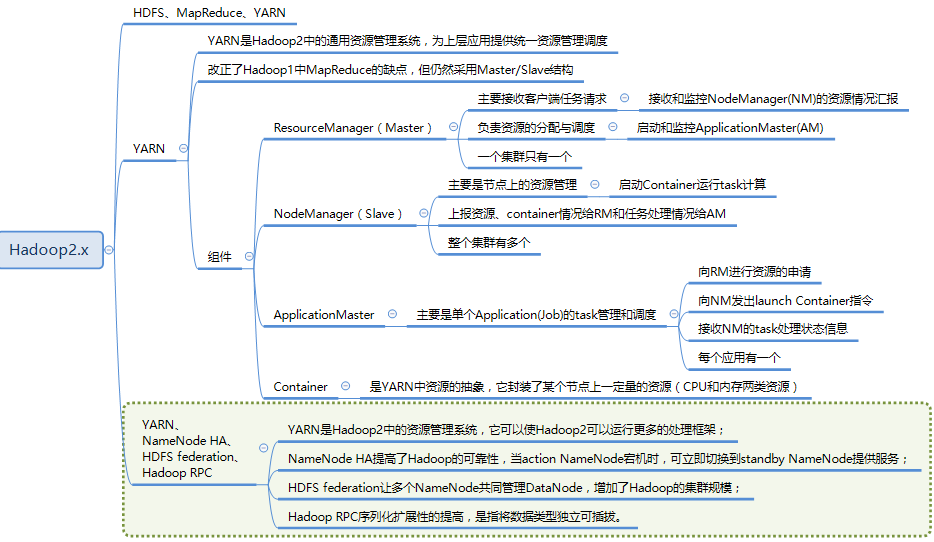 Hadoop2.x
HDFS、MapReduce、YARN
YARN
YARN是Hadoop2中的通用资源管理系统，为上层应用提供统一资源管理调度
改正了Hadoop1中MapReduce的缺点，但仍然采用Master/Slave结构
组件
ResourceManager（Master）
主要接收客户端任务请求
接收和监控NodeManager(NM)的资源情况汇报
负责资源的分配与调度
启动和监控ApplicationMaster(AM)
一个集群只有一个
NodeManager（Slave）
主要是节点上的资源管理
启动Container运行task计算
上报资源、container情况给RM和任务处理情况给AM
整个集群有多个
ApplicationMaster
主要是单个Application(Job)的task管理和调度
向RM进行资源的申请
向NM发出launch Container指令
接收NM的task处理状态信息
每个应用有一个
Container
是YARN中资源的抽象，它封装了某个节点上一定量的资源（CPU和内存两类资源）
YARN、
NameNode HA、
HDFS federation、
Hadoop RPC
YARN是Hadoop2中的资源管理系统，它可以使Hadoop2可以运行更多的处理框架；
NameNode HA提高了Hadoop的可靠性，当action NameNode宕机时，可立即切换到standby NameNode提供服务；
HDFS federation让多个NameNode共同管理DataNode，增加了Hadoop的集群规模；
Hadoop RPC序列化扩展性的提高，是指将数据类型独立可插拔。